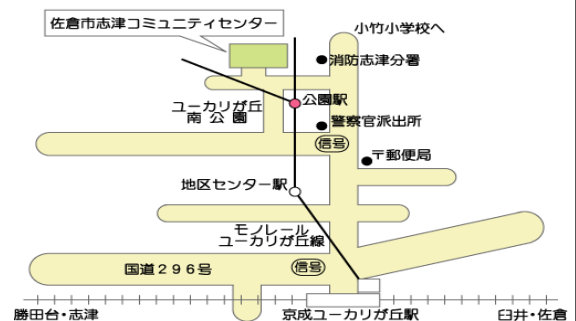 佐倉市志津コミュニティセンター
小竹小学校へ
消防志津分署
公園駅
ユーカリが丘
南公園
警察官派出所
信号
〒郵便局
地区センター駅
モノレール
ユーカリが丘線
国道296号
信号
勝田台・志津
京成ユーカリが丘駅
臼井・佐倉